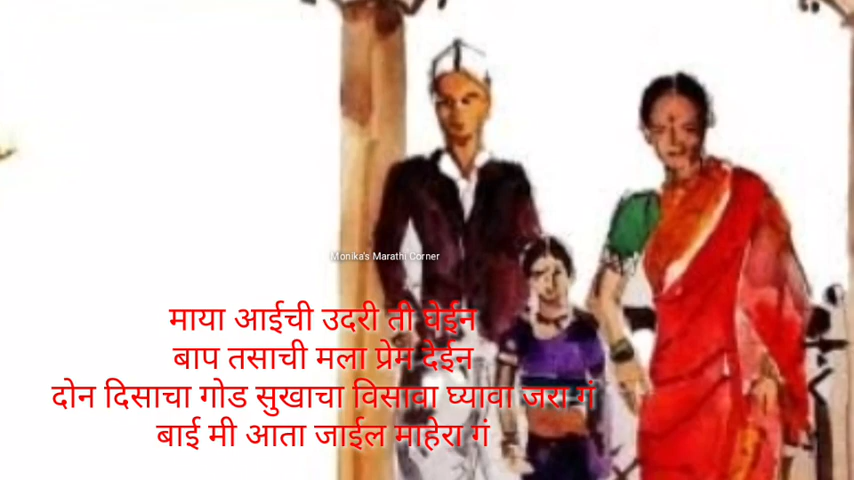 Monika's Marathi Corner
माया आईची उदरी ती घेईन
बाप तसाची मला प्रेम देईन
दोन दिसाचा गोड सुखाचा विसावा घ्यावा जरा गं
बाई मी आता जाईल माहेरा गं